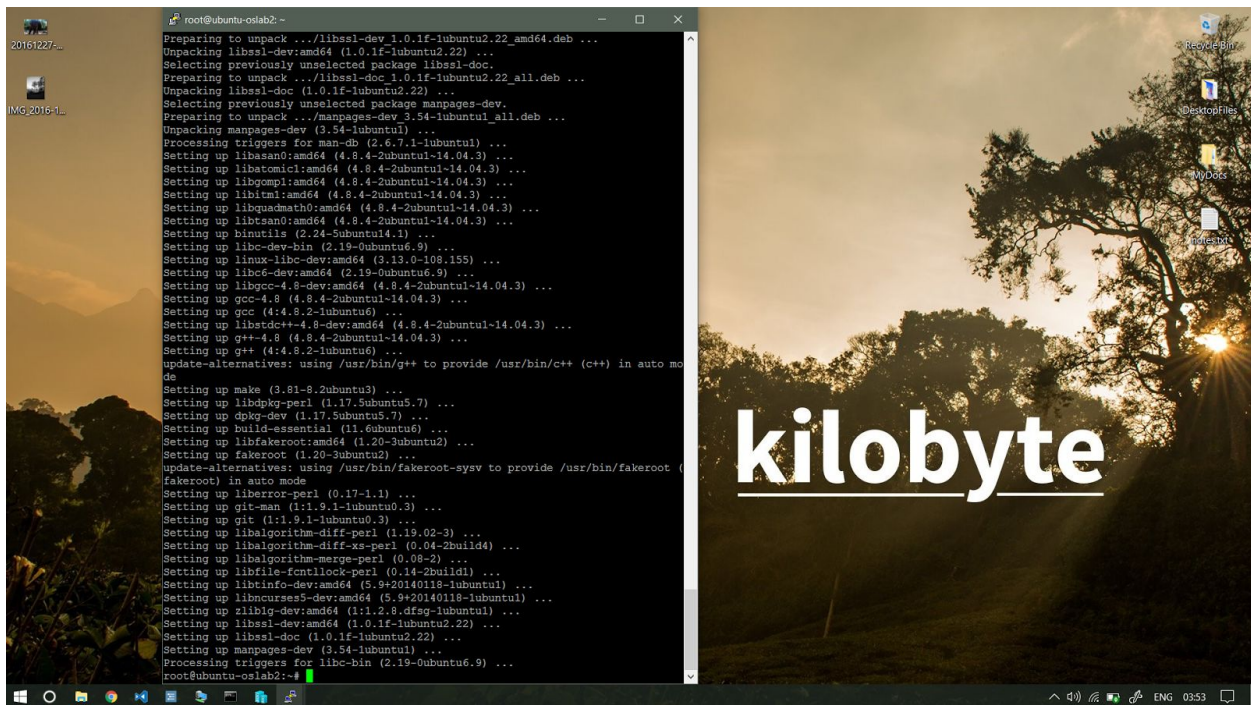 20161227-...
IMG_2016-1...
root@ubuntu-oslab2: ~
Preparing to unpack .../libssl-dev_1.0.1f-1ubuntu2.22_amd64.deb ...
Unpacking libssl-dev:amd64 (1.0.1f-1ubuntu2.22) ...
Selecting previously unselected package libssl-doc.
Preparing to unpack .../libssl-doc_1.0.1f-1ubuntu2.22_all.deb ...
Unpacking libssl-doc (1.0.1f-1ubuntu2.22) ...
Selecting previously unselected package manpages-dev.
Preparing to unpack .../manpages-dev_3.54-1ubuntu1_all.deb ...
Unpacking manpages-dev (3.54-1ubuntu1) ...
Processing triggers for man-db (2.6.7.1-1ubuntu1) ...
Setting up libasan0:amd64 (4.8.4-2ubuntu1~14.04.3) ...
Setting up libatomic1:amd64 (4.8.4-2ubuntu1~14.04.3) ...
Setting up libgomp1:amd64 (4.8.4-2ubuntu1~14.04.3) ...
Setting up libitm1:amd64 (4.8.4-2ubuntu1~14.04.3) ...
Setting up libquadmath0:amd64 (4.8.4-2ubuntu1~14.04.3) ...
Setting up libtsan0:amd64 (4.8.4-2ubuntu1~14.04.3) ...
Setting up binutils (2.24-5ubuntu14.1) ...
Setting up libc-dev-bin (2.19-0ubuntu6.9) ...
Setting up linux-libc-dev:amd64 (3.13.0-108.155) ...
Setting up libc6-dev:amd64 (2.19-0ubuntu6.9) ...
Setting up libgcc-4.8-dev:amd64 (4.8.4-2ubuntu1~14.04.3) ...
Setting up gcc-4.8 (4.8.4-2ubuntu1~14.04.3) ...
Setting up gcc (4:4.8.2-1ubuntu6) ...
Setting up libstdc++-4.8-dev:amd64 (4.8.4-2ubuntu1~14.04.3) ...
Setting up g++-4.8 (4.8.4-2ubuntu1~14.04.3) ...
Setting up g++ (4:4.8.2-1ubuntu6) ...
update-alternatives: using /usr/bin/g++ to provide /usr/bin/c++ (c++) in auto mo
de
Setting up make (3.81-8.2ubuntu3) ...
Setting up libdpkg-perl (1.17.5ubuntu5.7) ...
Setting up dpkg-dev (1.17.5ubuntu5.7) ...
Setting up build-essential (11.6ubuntu6) ...
Setting up libfakeroot:amd64 (1.20-3ubuntu2) ...
Setting up fakeroot (1.20-3ubuntu2) ...
update-alternatives: using /usr/bin/fakeroot-sysv to provide /usr/bin/fakeroot (
fakeroot) in auto mode
Setting up liberror-perl (0.17-1.1) ...
Setting up git-man (1:1.9.1-1ubuntu0.3) ...
Setting up git (1:1.9.1-1ubuntu0.3) ...
Setting up libalgorithm-diff-perl (1.19.02-3) ...
Setting up libalgorithm-diff-xs-perl (0.04-2build4) ...
Setting up libalgorithm-merge-perl (0.08-2) ...
Setting up libfile-fcntllock-perl (0.14-2build1) ...
Setting up libtinfo-dev:amd64 (5.9+20140118-1ubuntu1) ...
Setting up libncurses5-dev:amd64 (5.9+20140118-1ubuntu1) ...
Setting up zlib1g-dev:amd64 (1:1.2.8.dfsg-1ubuntu1) ...
Setting up libssl-dev:amd64 (1.0.1f-1ubuntu2.22) ...
Setting up libssl-doc (1.0.1f-1ubuntu2.22) ...
Setting up manpages-dev (3.54-1ubuntu1) ...
Processing triggers for libc-bin (2.19-0ubuntu6.9) ...
root@ubuntu-oslab2:~#
Recycle Bin
DesktopFiles
MyDocs
notes.txt
kilobyte
ENG 03:53